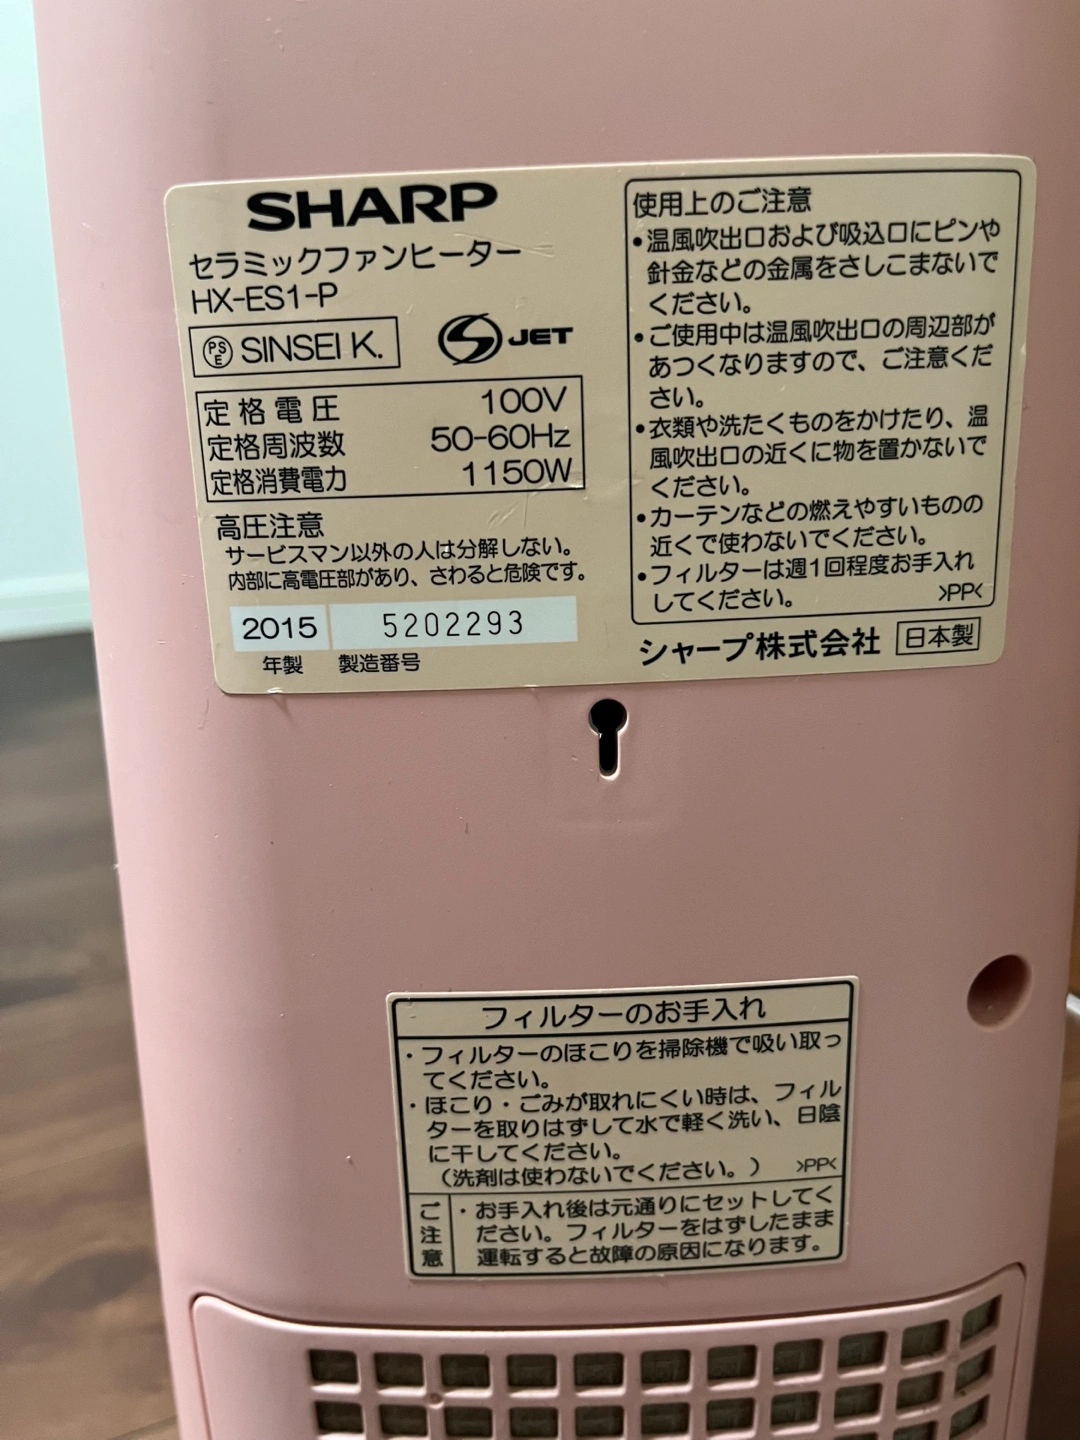 SHARP
セラミックファンヒーター
HX-ES1-P
PSE SINSEI K. S JET
定格電圧 100V
定格周波数 50-60Hz
定格消費電力 1150W
高圧注意
サービスマン以外の人は分解しない。
内部に高電圧部があり、さわると危険です。
2015 5202293
年製 製造番号
使用上のご注意
•温風吹出口および吸込口にピンや
針金などの金属をさしこまないで
ください。
•ご使用中は温風吹出口の周辺部が
あつくなりますので、ご注意くだ
さい。
•衣類や洗たくものをかけたり、温
風吹出口の近くに物を置かないで
ください。
•カーテンなどの燃えやすいものの
近くで使わないでください。
•フィルターは週1回程度お手入れ
してください。 >PP<
シャープ株式会社 日本製
フィルターのお手入れ
・フィルターのほこりを掃除機で吸い取っ
てください。
・ほこり・ごみが取れにくい時は、フィル
ターを取りはずして水で軽く洗い、日陰
に干してください。
（洗剤は使わないでください。） >PP<
ご注意
・お手入れ後は元通りにセットしてく
ださい。フィルターをはずしたまま
運転すると故障の原因になります。